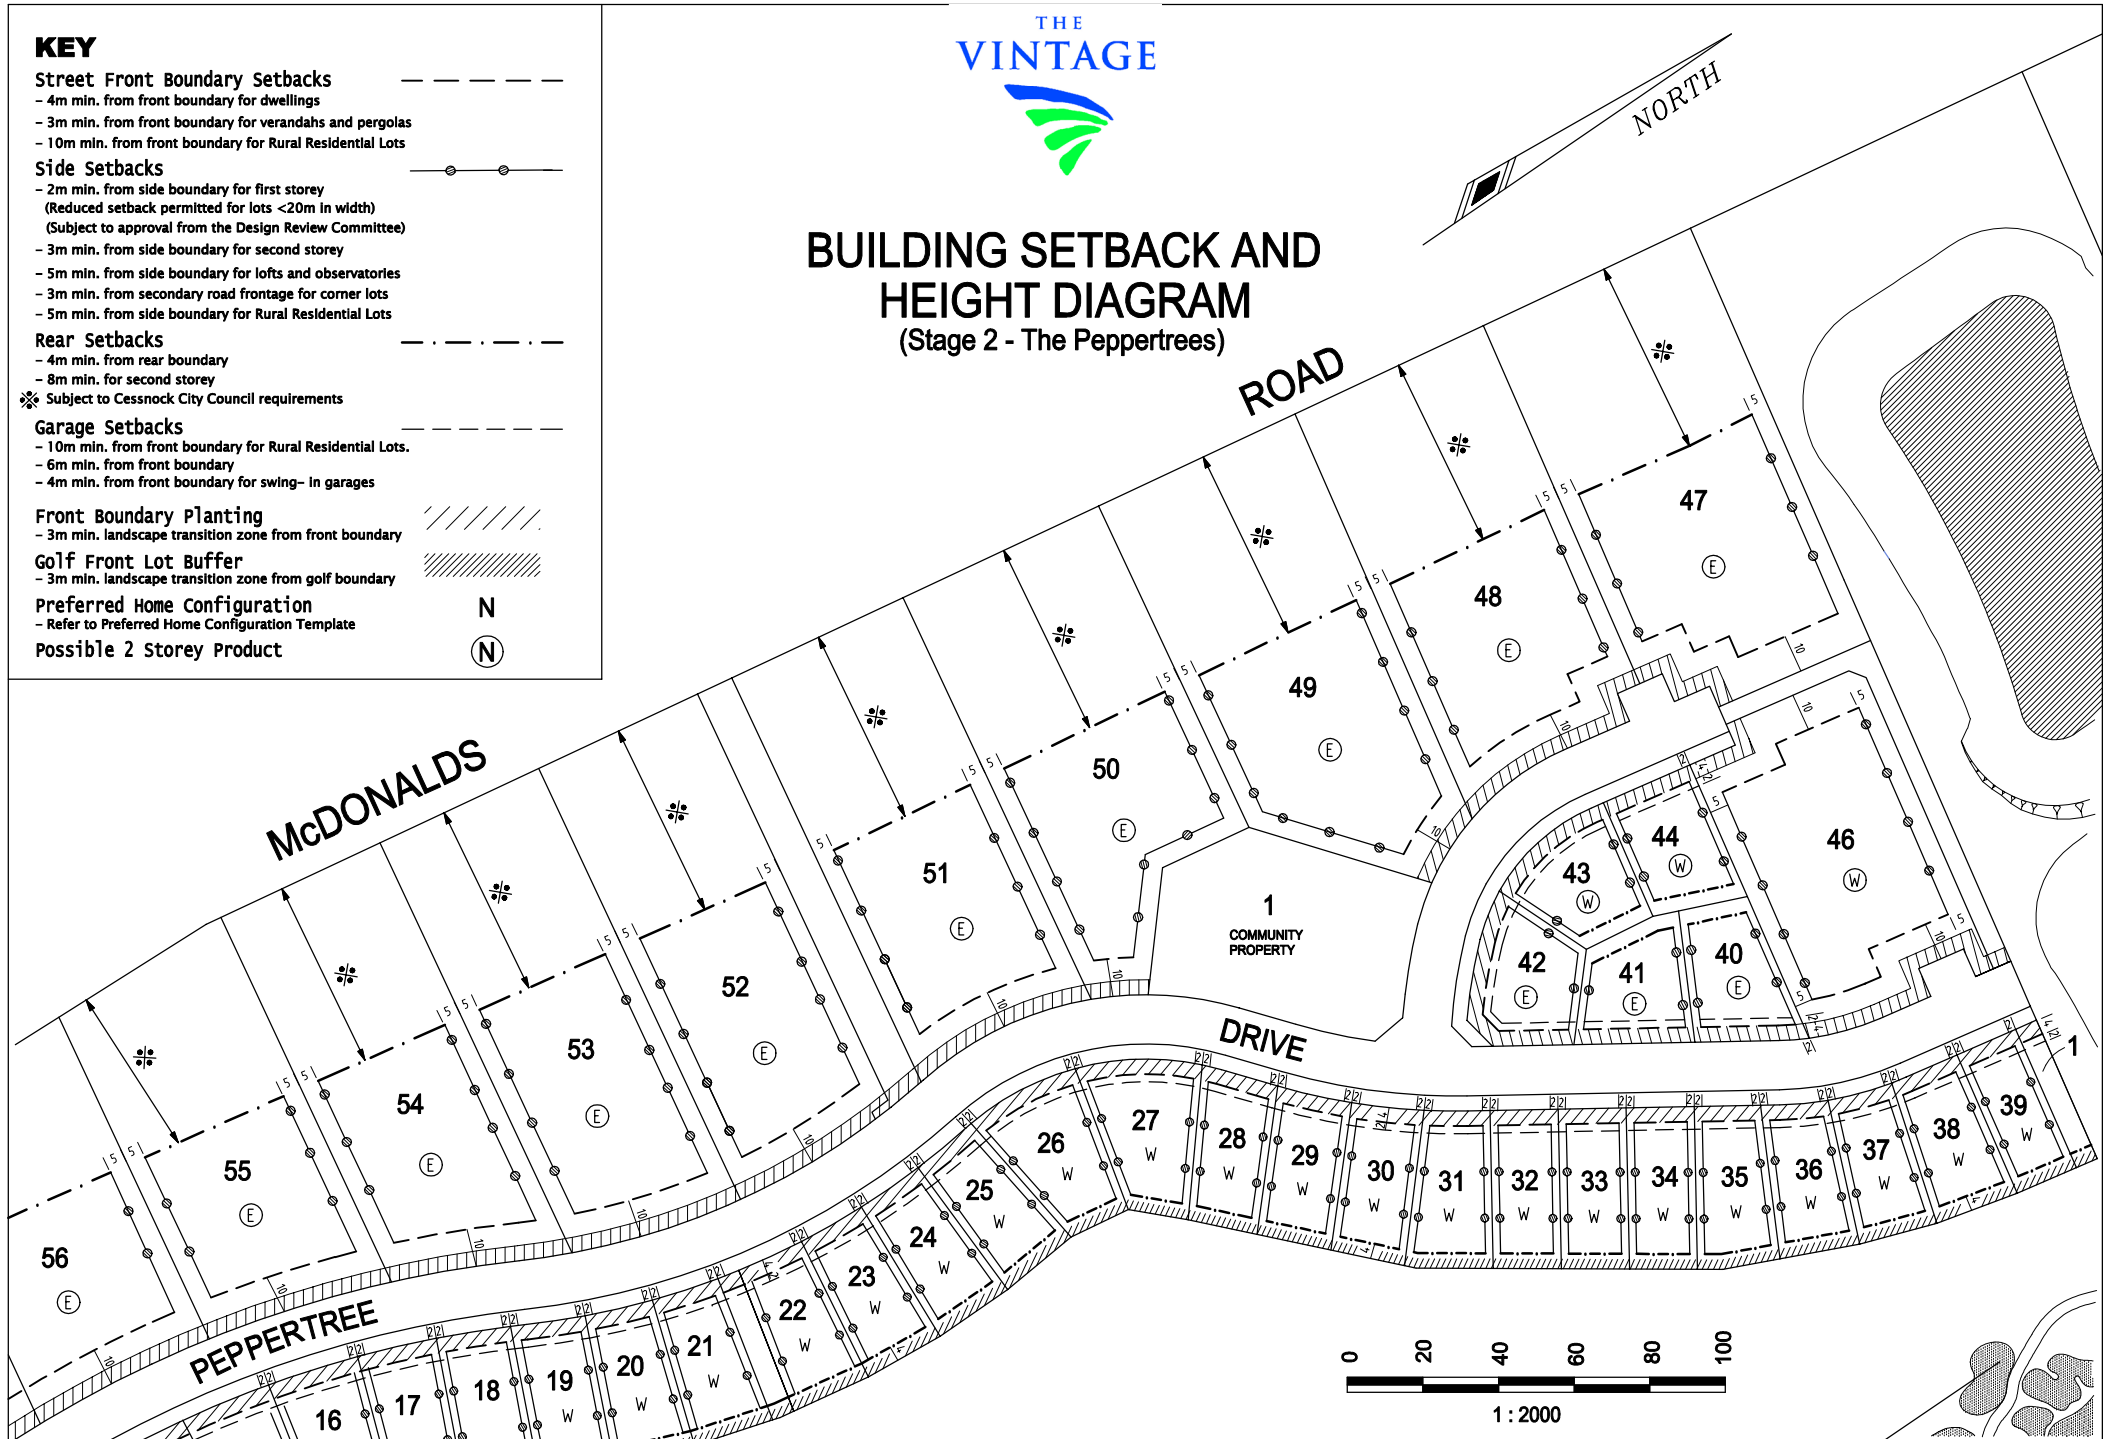 KEY
Street Front Boundary Setbacks
- 4m min. from front boundary for dwellings
- 3m min. from front boundary for verandahs and pergolas
- 10m min. from front boundary for Rural Residential Lots
Side Setbacks
- 2m min. from side boundary for first storey
(Reduced setback permitted for lots <20m in width)
(Subject to approval from the Design Review Committee)
- 3m min. from side boundary for second storey
- 5m min. from side boundary for lofts and observatories
- 3m min. from secondary road frontage for corner lots
- 5m min. from side boundary for Rural Residential Lots
Rear Setbacks
- 4m min. from rear boundary
- 8m min. for second storey
※ Subject to Cessnock City Council requirements
Garage Setbacks
- 10m min. from front boundary for Rural Residential Lots.
- 6m min. from front boundary
- 4m min. from front boundary for swing- in garages
Front Boundary Planting
- 3m min. landscape transition zone from front boundary
Golf Front Lot Buffer
- 3m min. landscape transition zone from golf boundary
Preferred Home Configuration N
- Refer to Preferred Home Configuration Template
Possible 2 Storey Product N
THE
VINTAGE
BUILDING SETBACK AND
HEIGHT DIAGRAM
(Stage 2 - The Peppertrees)
NORTH
McDONALDS ROAD
47
E
48
E
49
E
50
E
51
E
52
E
53
E
54
E
55
E
56
E
1
COMMUNITY
PROPERTY
46
W
44
W
43
W
42
E
41
E
40
E
PEPPERTREE DRIVE
1
39
W
38
W
37
W
36
W
35
W
34
W
33
W
32
W
31
W
30
W
29
W
28
W
27
W
26
W
25
W
24
W
23
W
22
W
21
W
20
W
19
W
18
17
16
0 20 40 60 80 100
1 : 2000